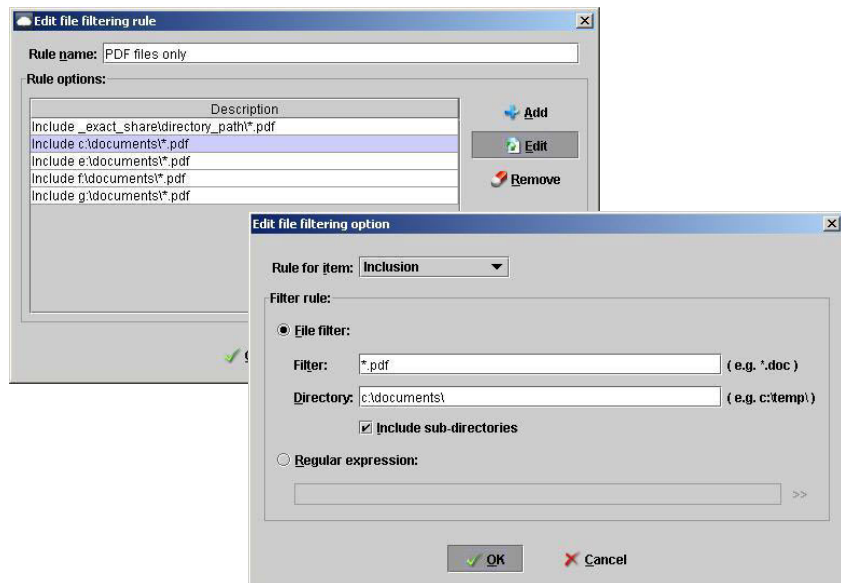 Edit file filtering rule
Rule name: PDF files only
Rule options:
Description
Include _exact_share\directory_path\*.pdf
Include c:\documents\*.pdf
Include e:\documents\*.pdf
Include f:\documents\*.pdf
Include g:\documents\*.pdf
Add
Edit
Remove
Edit file filtering option
Rule for item: Inclusion
Filter rule:
File filter:
Filter: *.pdf ( e.g. *.doc )
Directory: c:\documents\ ( e.g. c:\temp\ )
Include sub-directories
Regular expression:
>>
OK
Cancel